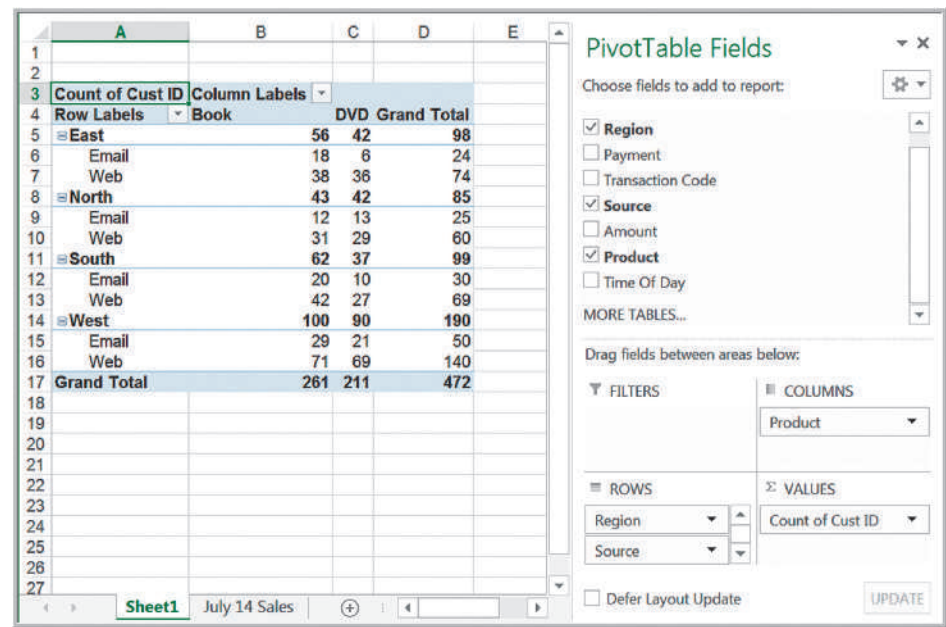 A B C D E
1
2
3 Count of Cust ID Column Labels
4 Row Labels Book DVD Grand Total
5 East 56 42 98
6 Email 18 6 24
7 Web 38 36 74
8 North 43 42 85
9 Email 12 13 25
10 Web 31 29 60
11 South 62 37 99
12 Email 20 10 30
13 Web 42 27 69
14 West 100 90 190
15 Email 29 21 50
16 Web 71 69 140
17 Grand Total 261 211 472
18
19
20
21
22
23
24
25
26
27
Sheet1 July 14 Sales
PivotTable Fields
Choose fields to add to report:
Region
Payment
Transaction Code
Source
Amount
Product
Time Of Day
MORE TABLES...
Drag fields between areas below:
FILTERS
COLUMNS
Product
ROWS
Region
Source
Σ VALUES
Count of Cust ID
Defer Layout Update
UPDATE